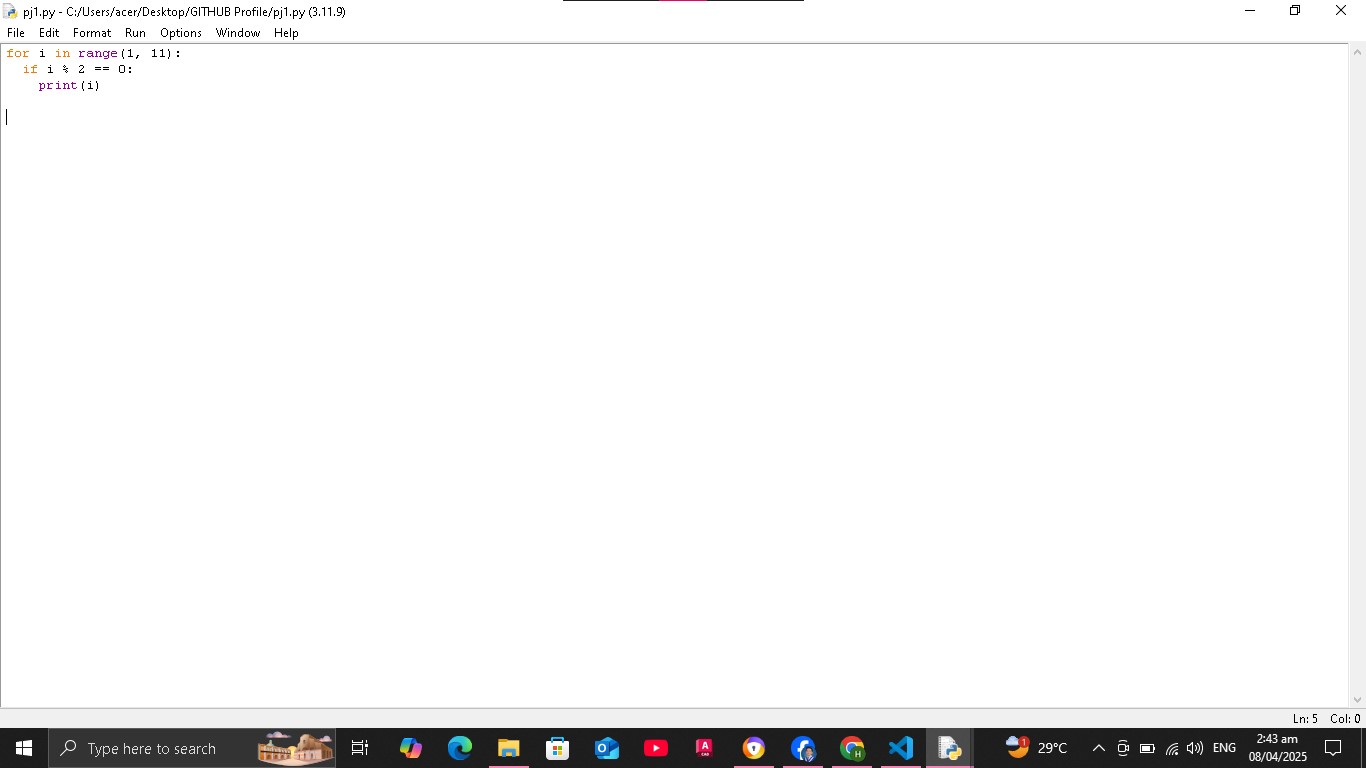 pj1.py - C:/Users/acer/Desktop/GITHUB Profile/pj1.py (3.11.9)
File Edit Format Run Options Window Help
for i in range(1, 11):
  if i % 2 == 0:
    print(i)
Ln: 5 Col: 0
Type here to search
1
29°C
ENG
2:43 am
08/04/2025